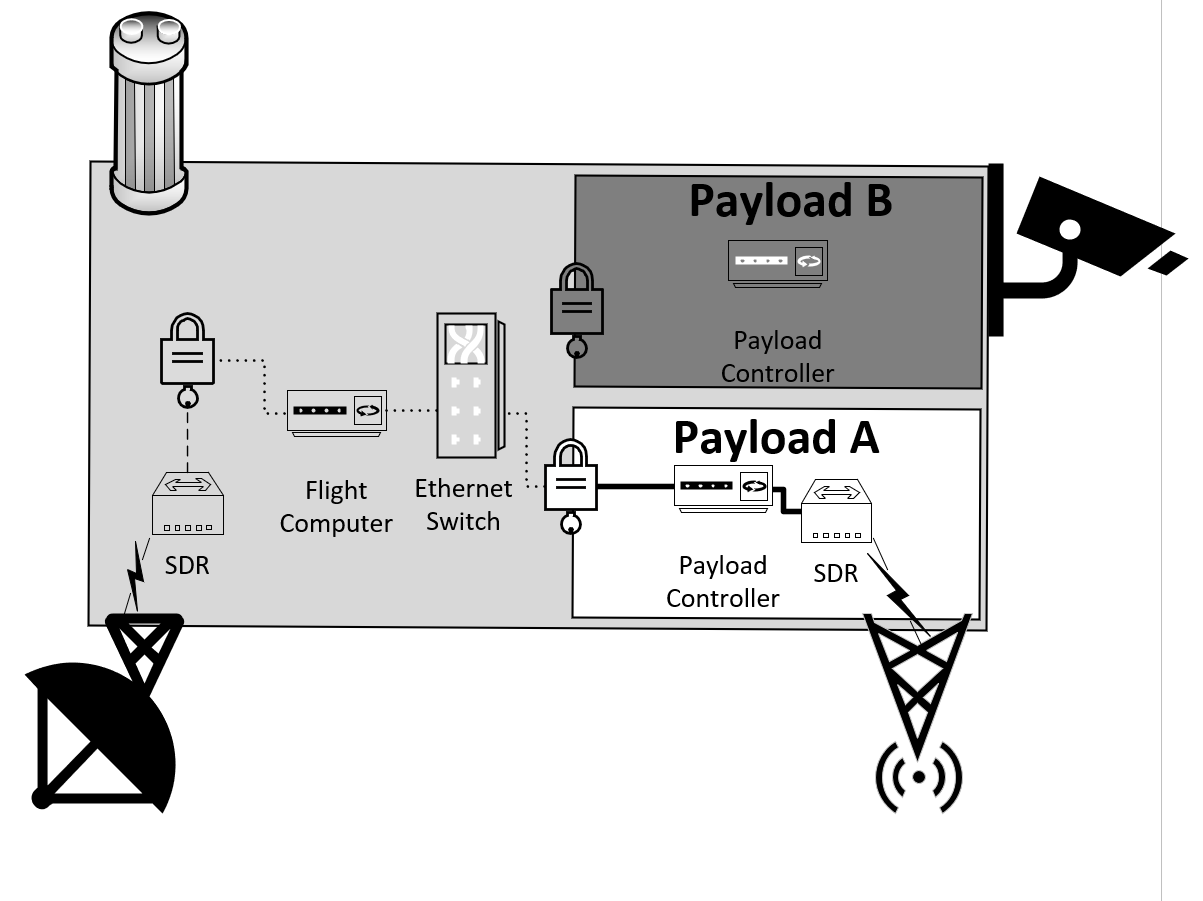 Payload B
Payload
Controller
Payload A
Flight
Computer
Ethernet
Switch
SDR
Payload
Controller
SDR